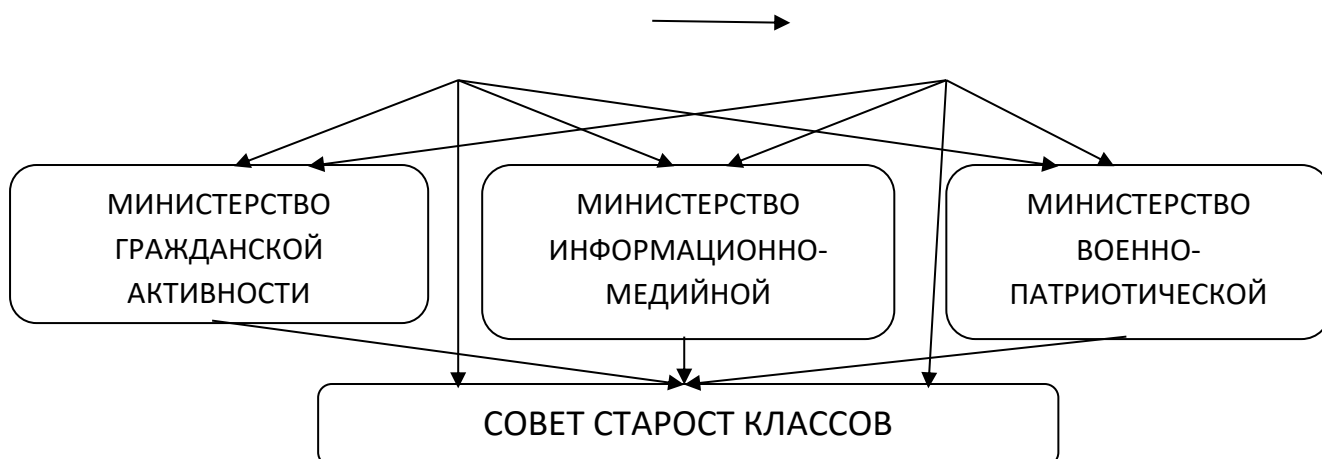 МИНИСТЕРСТВО
ГРАЖДАНСКОЙ
АКТИВНОСТИ
МИНИСТЕРСТВО
ИНФОРМАЦИОННО-
МЕДИЙНОЙ
МИНИСТЕРСТВО
ВОЕННО-
ПАТРИОТИЧЕСКОЙ
СОВЕТ СТАРОСТ КЛАССОВ